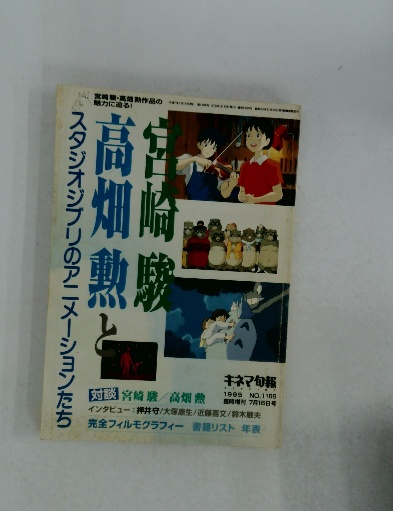 宮崎駿・高畑勲作品の
魅力に迫る!
宮崎駿
高畑勲と
スタジオジブリのアニメーションたち
キネマ旬報
1995 NO.1166
臨時増刊 7月16日号
対談 宮崎駿/高畑勲
インタビュー:押井守/大塚康生/近藤喜文/鈴木敏夫
完全フィルモグラフィー 書籍リスト 年表